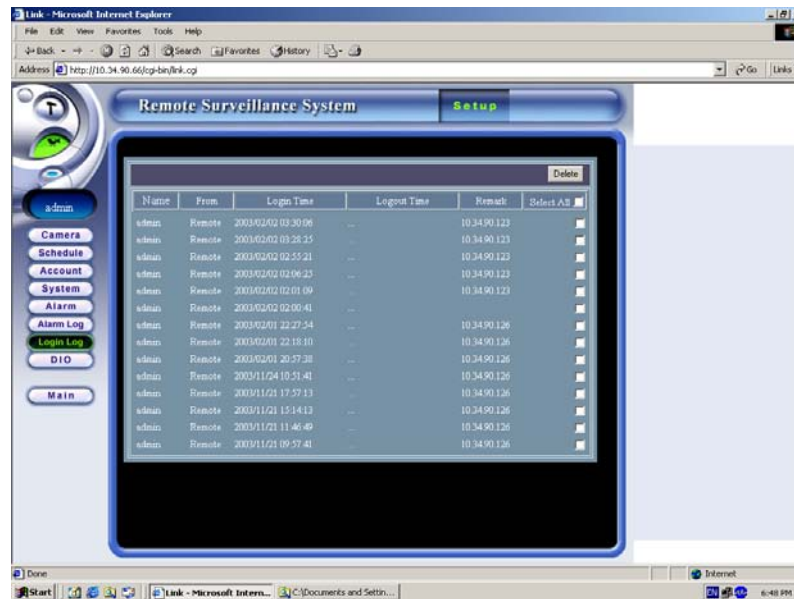 Link - Microsoft Internet Explorer
File Edit View Favorites Tools Help
Back Search Favorites History
Address http://10.34.90.66/cgi-bin/link.cgi Go Links
Remote Surveillance System Setup
Delete
Name From Login Time Logout Time Remark Select All
admin Remote 2003/02/02 03:30:06 ... 10.34.90.123
admin Remote 2003/02/02 03:28:25 ... 10.34.90.123
admin Remote 2003/02/02 02:55:21 ... 10.34.90.123
admin Remote 2003/02/02 02:06:23 ... 10.34.90.123
admin Remote 2003/02/02 02:01:09 ... 10.34.90.123
admin Remote 2003/02/02 02:00:41 ...
admin Remote 2003/02/01 22:27:54 ... 10.34.90.126
admin Remote 2003/02/01 22:18:10 ... 10.34.90.126
admin Remote 2003/02/01 20:57:38 ... 10.34.90.126
admin Remote 2003/11/24 10:51:41 ... 10.34.90.126
admin Remote 2003/11/21 17:57:13 ... 10.34.90.126
admin Remote 2003/11/21 15:14:13 ... 10.34.90.126
admin Remote 2003/11/21 11:46:49 ... 10.34.90.126
admin Remote 2003/11/21 09:57:41 ... 10.34.90.126
admin
Camera
Schedule
Account
System
Alarm
Alarm Log
Login Log
DIO
Main
Done Internet
Start Link - Microsoft Intern... C:\Documents and Settin... EN 6:48 PM